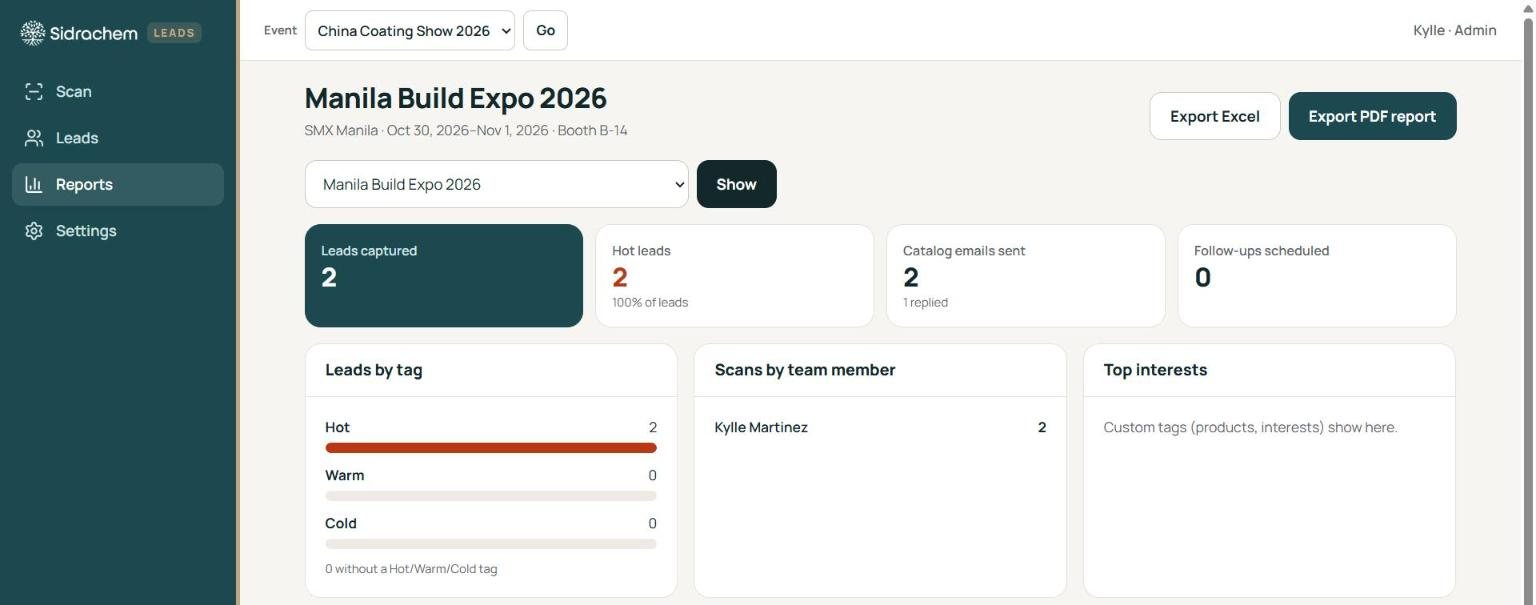 Sidrachem LEADS
Event China Coating Show 2026 Go
Kylle · Admin
Scan
Leads
Reports
Settings
Manila Build Expo 2026
SMX Manila · Oct 30, 2026–Nov 1, 2026 · Booth B-14
Export Excel
Export PDF report
Manila Build Expo 2026
Show
Leads captured
2
Hot leads
2
100% of leads
Catalog emails sent
2
1 replied
Follow-ups scheduled
0
Leads by tag
Hot 2
Warm 0
Cold 0
0 without a Hot/Warm/Cold tag
Scans by team member
Kylle Martinez 2
Top interests
Custom tags (products, interests) show here.